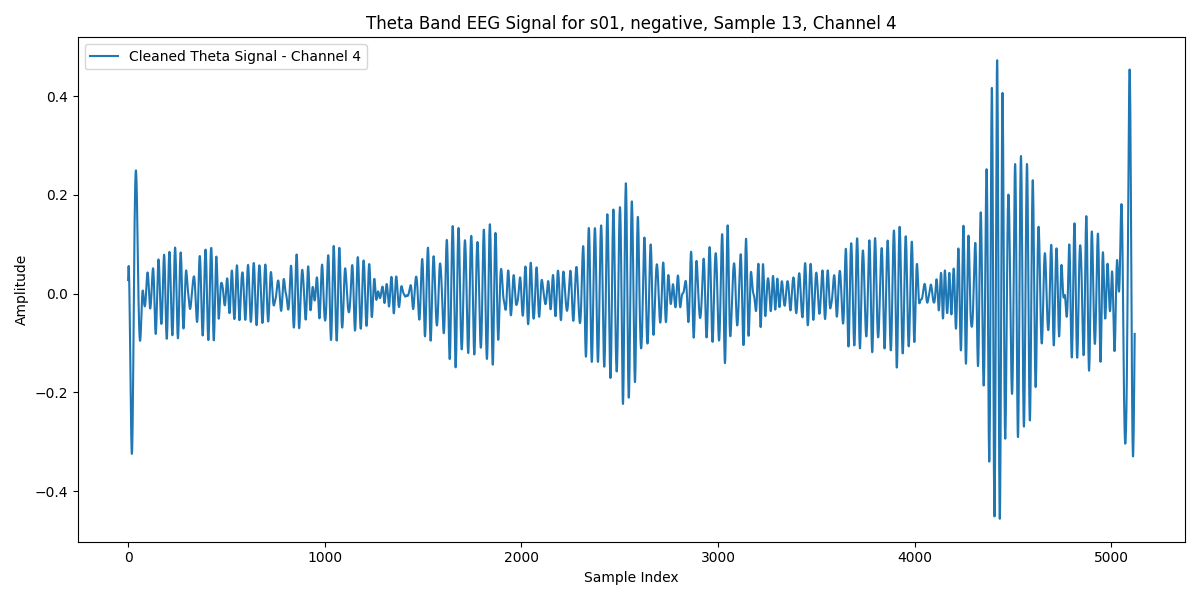 Theta Band EEG Signal for s01, negative, Sample 13, Channel 4
Cleaned Theta Signal - Channel 4
Amplitude
0.4
0.2
0.0
−0.2
−0.4
0 1000 2000 3000 4000 5000
Sample Index